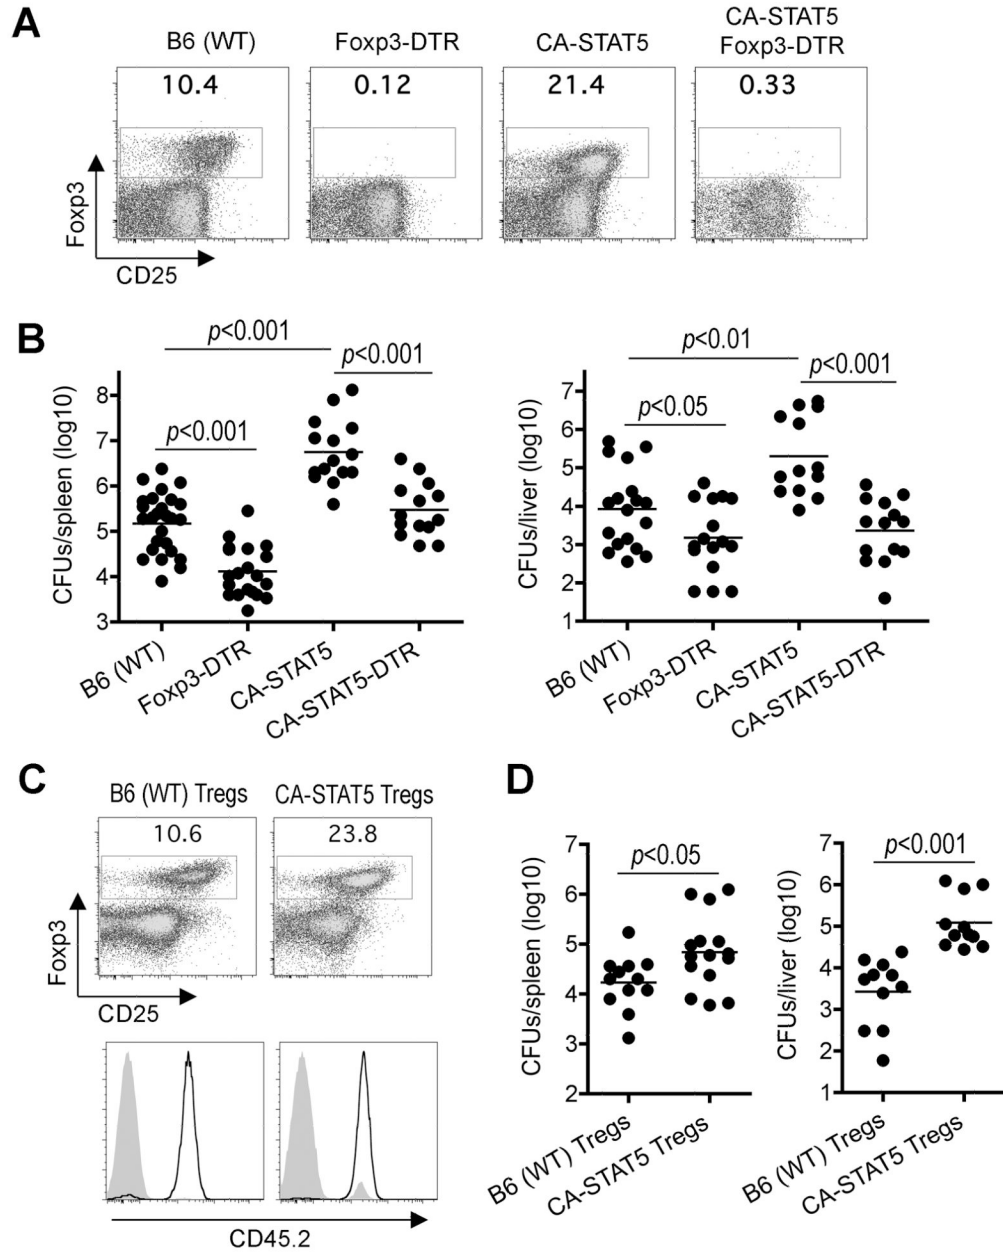 A
B6 (WT)
Foxp3-DTR
CA-STAT5
CA-STAT5
Foxp3-DTR
10.4
0.12
21.4
0.33
Foxp3
CD25
B
p<0.001
p<0.001
p<0.001
CFUs/spleen (log10)
8
7
6
5
4
3
B6 (WT)
Foxp3-DTR
CA-STAT5
CA-STAT5-DTR
p<0.01
p<0.001
p<0.05
CFUs/liver (log10)
7
6
5
4
3
2
1
B6 (WT)
Foxp3-DTR
CA-STAT5
CA-STAT5-DTR
C
B6 (WT) Tregs
CA-STAT5 Tregs
10.6
23.8
Foxp3
CD25
CD45.2
D
p<0.05
CFUs/spleen (log10)
7
6
5
4
3
2
B6 (WT) Tregs
CA-STAT5 Tregs
p<0.001
CFUs/liver (log10)
7
6
5
4
3
2
1
B6 (WT) Tregs
CA-STAT5 Tregs